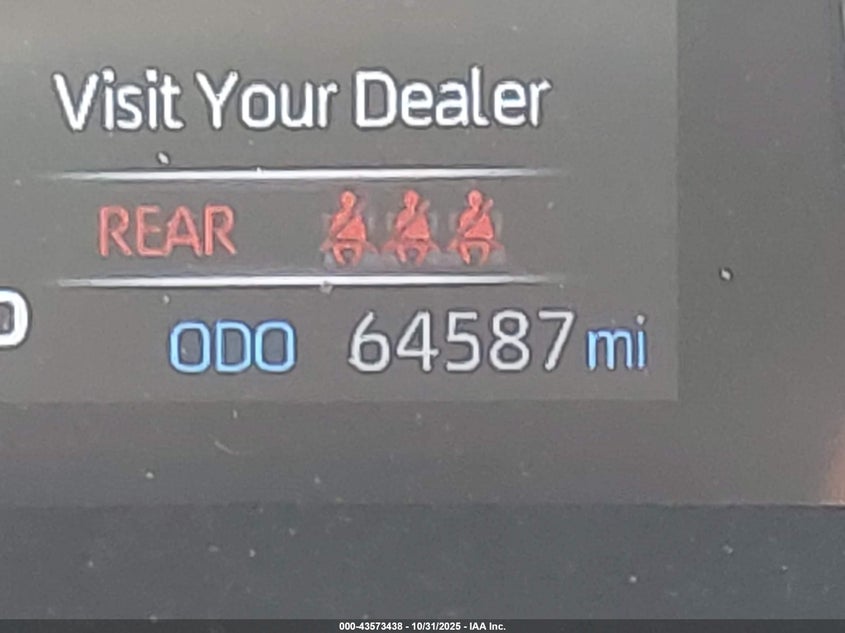 Visit Your Dealer
REAR
ODO 64587 mi
000-43573438 - 10/31/2025 - IAA Inc.